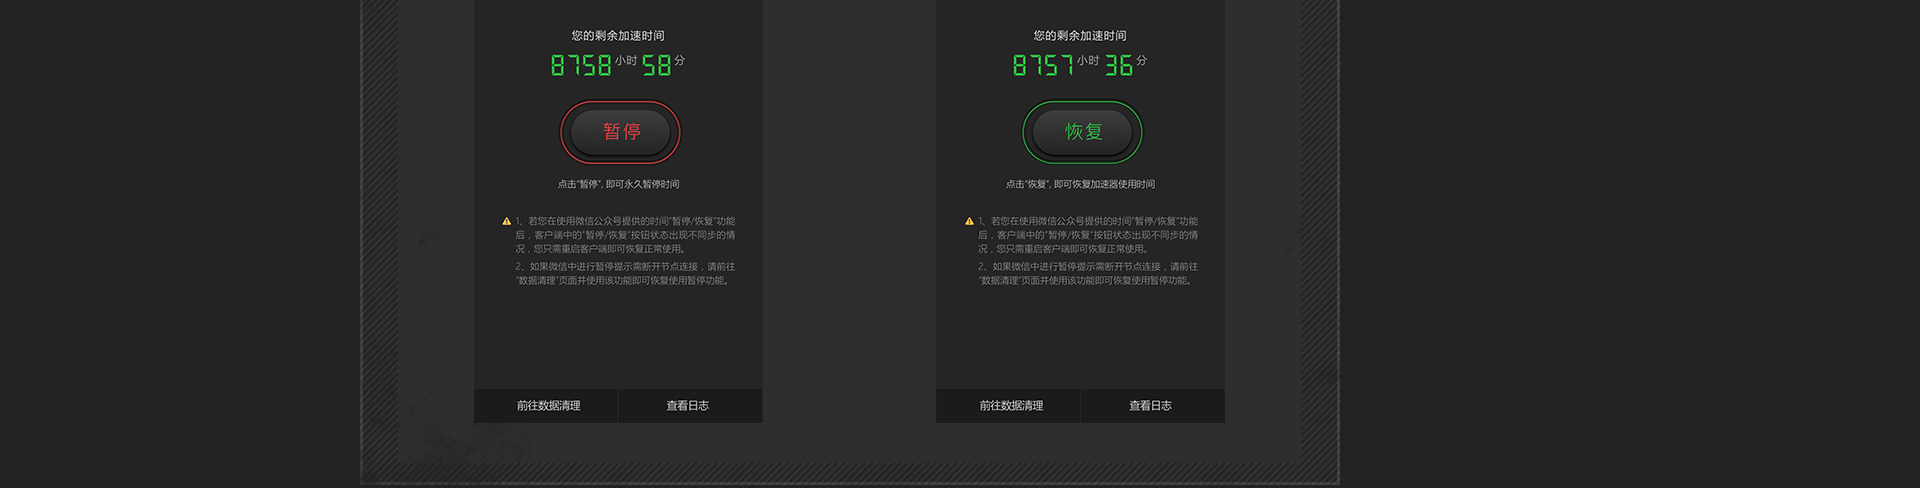 您的剩余加速时间
8758小时58分
暂停
点击"暂停", 即可永久暂停时间
1、若您在使用微信公众号提供的时间"暂停/恢复"功能
后，客户端中的"暂停/恢复"按钮状态出现不同步的情
况，您只需重启客户端即可恢复正常使用。
2、如果微信中进行暂停提示需断开节点连接，请前往
"数据清理"页面并使用该功能即可恢复使用暂停功能。
前往数据清理
查看日志
您的剩余加速时间
8757小时36分
恢复
点击"恢复", 即可恢复加速器使用时间
1、若您在使用微信公众号提供的时间"暂停/恢复"功能
后，客户端中的"暂停/恢复"按钮状态出现不同步的情
况，您只需重启客户端即可恢复正常使用。
2、如果微信中进行暂停提示需断开节点连接，请前往
"数据清理"页面并使用该功能即可恢复使用暂停功能。
前往数据清理
查看日志